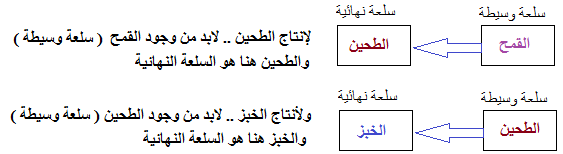 سلعة وسيطة
سلعة نهائية
القمح
الطحين
لإنتاج الطحين .. لابد من وجود القمح ( سلعة وسيطة )
والطحين هنا هو السلعة النهائية
سلعة وسيطة
سلعة نهائية
الطحين
الخبز
ولأنتاج الخبز .. لابد من وجود الطحين ( سلعة وسيطة )
والخبز هنا هو السلعة النهائية